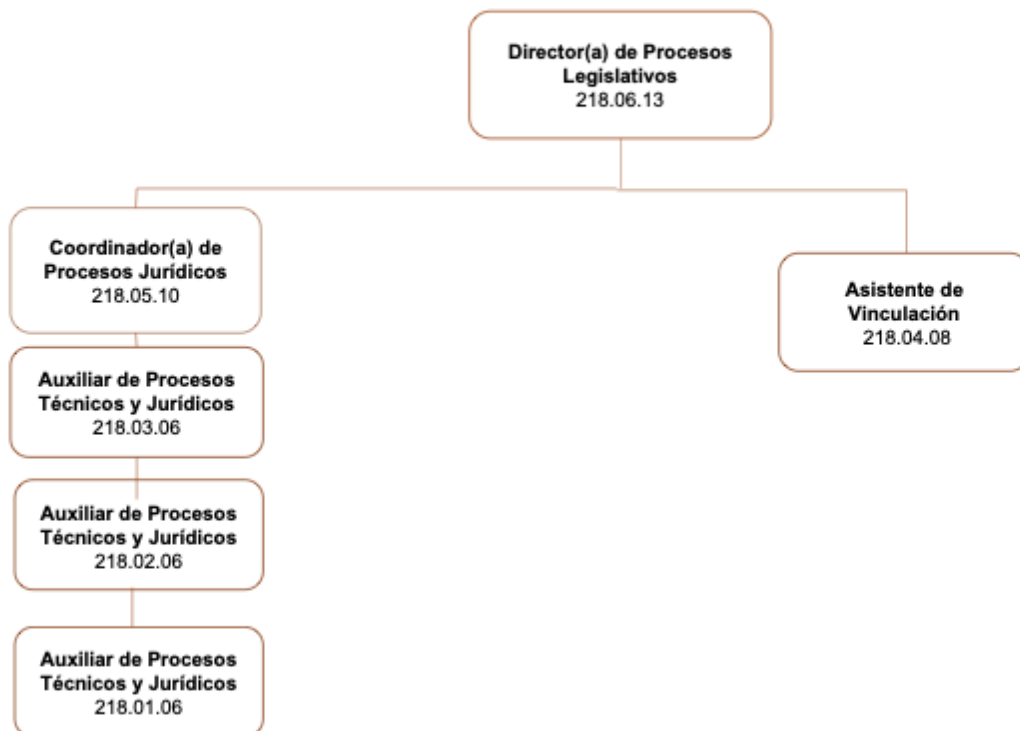 Director(a) de Procesos
Legislativos
218.06.13
Coordinador(a) de
Procesos Jurídicos
218.05.10
Asistente de
Vinculación
218.04.08
Auxiliar de Procesos
Técnicos y Jurídicos
218.03.06
Auxiliar de Procesos
Técnicos y Jurídicos
218.02.06
Auxiliar de Procesos
Técnicos y Jurídicos
218.01.06